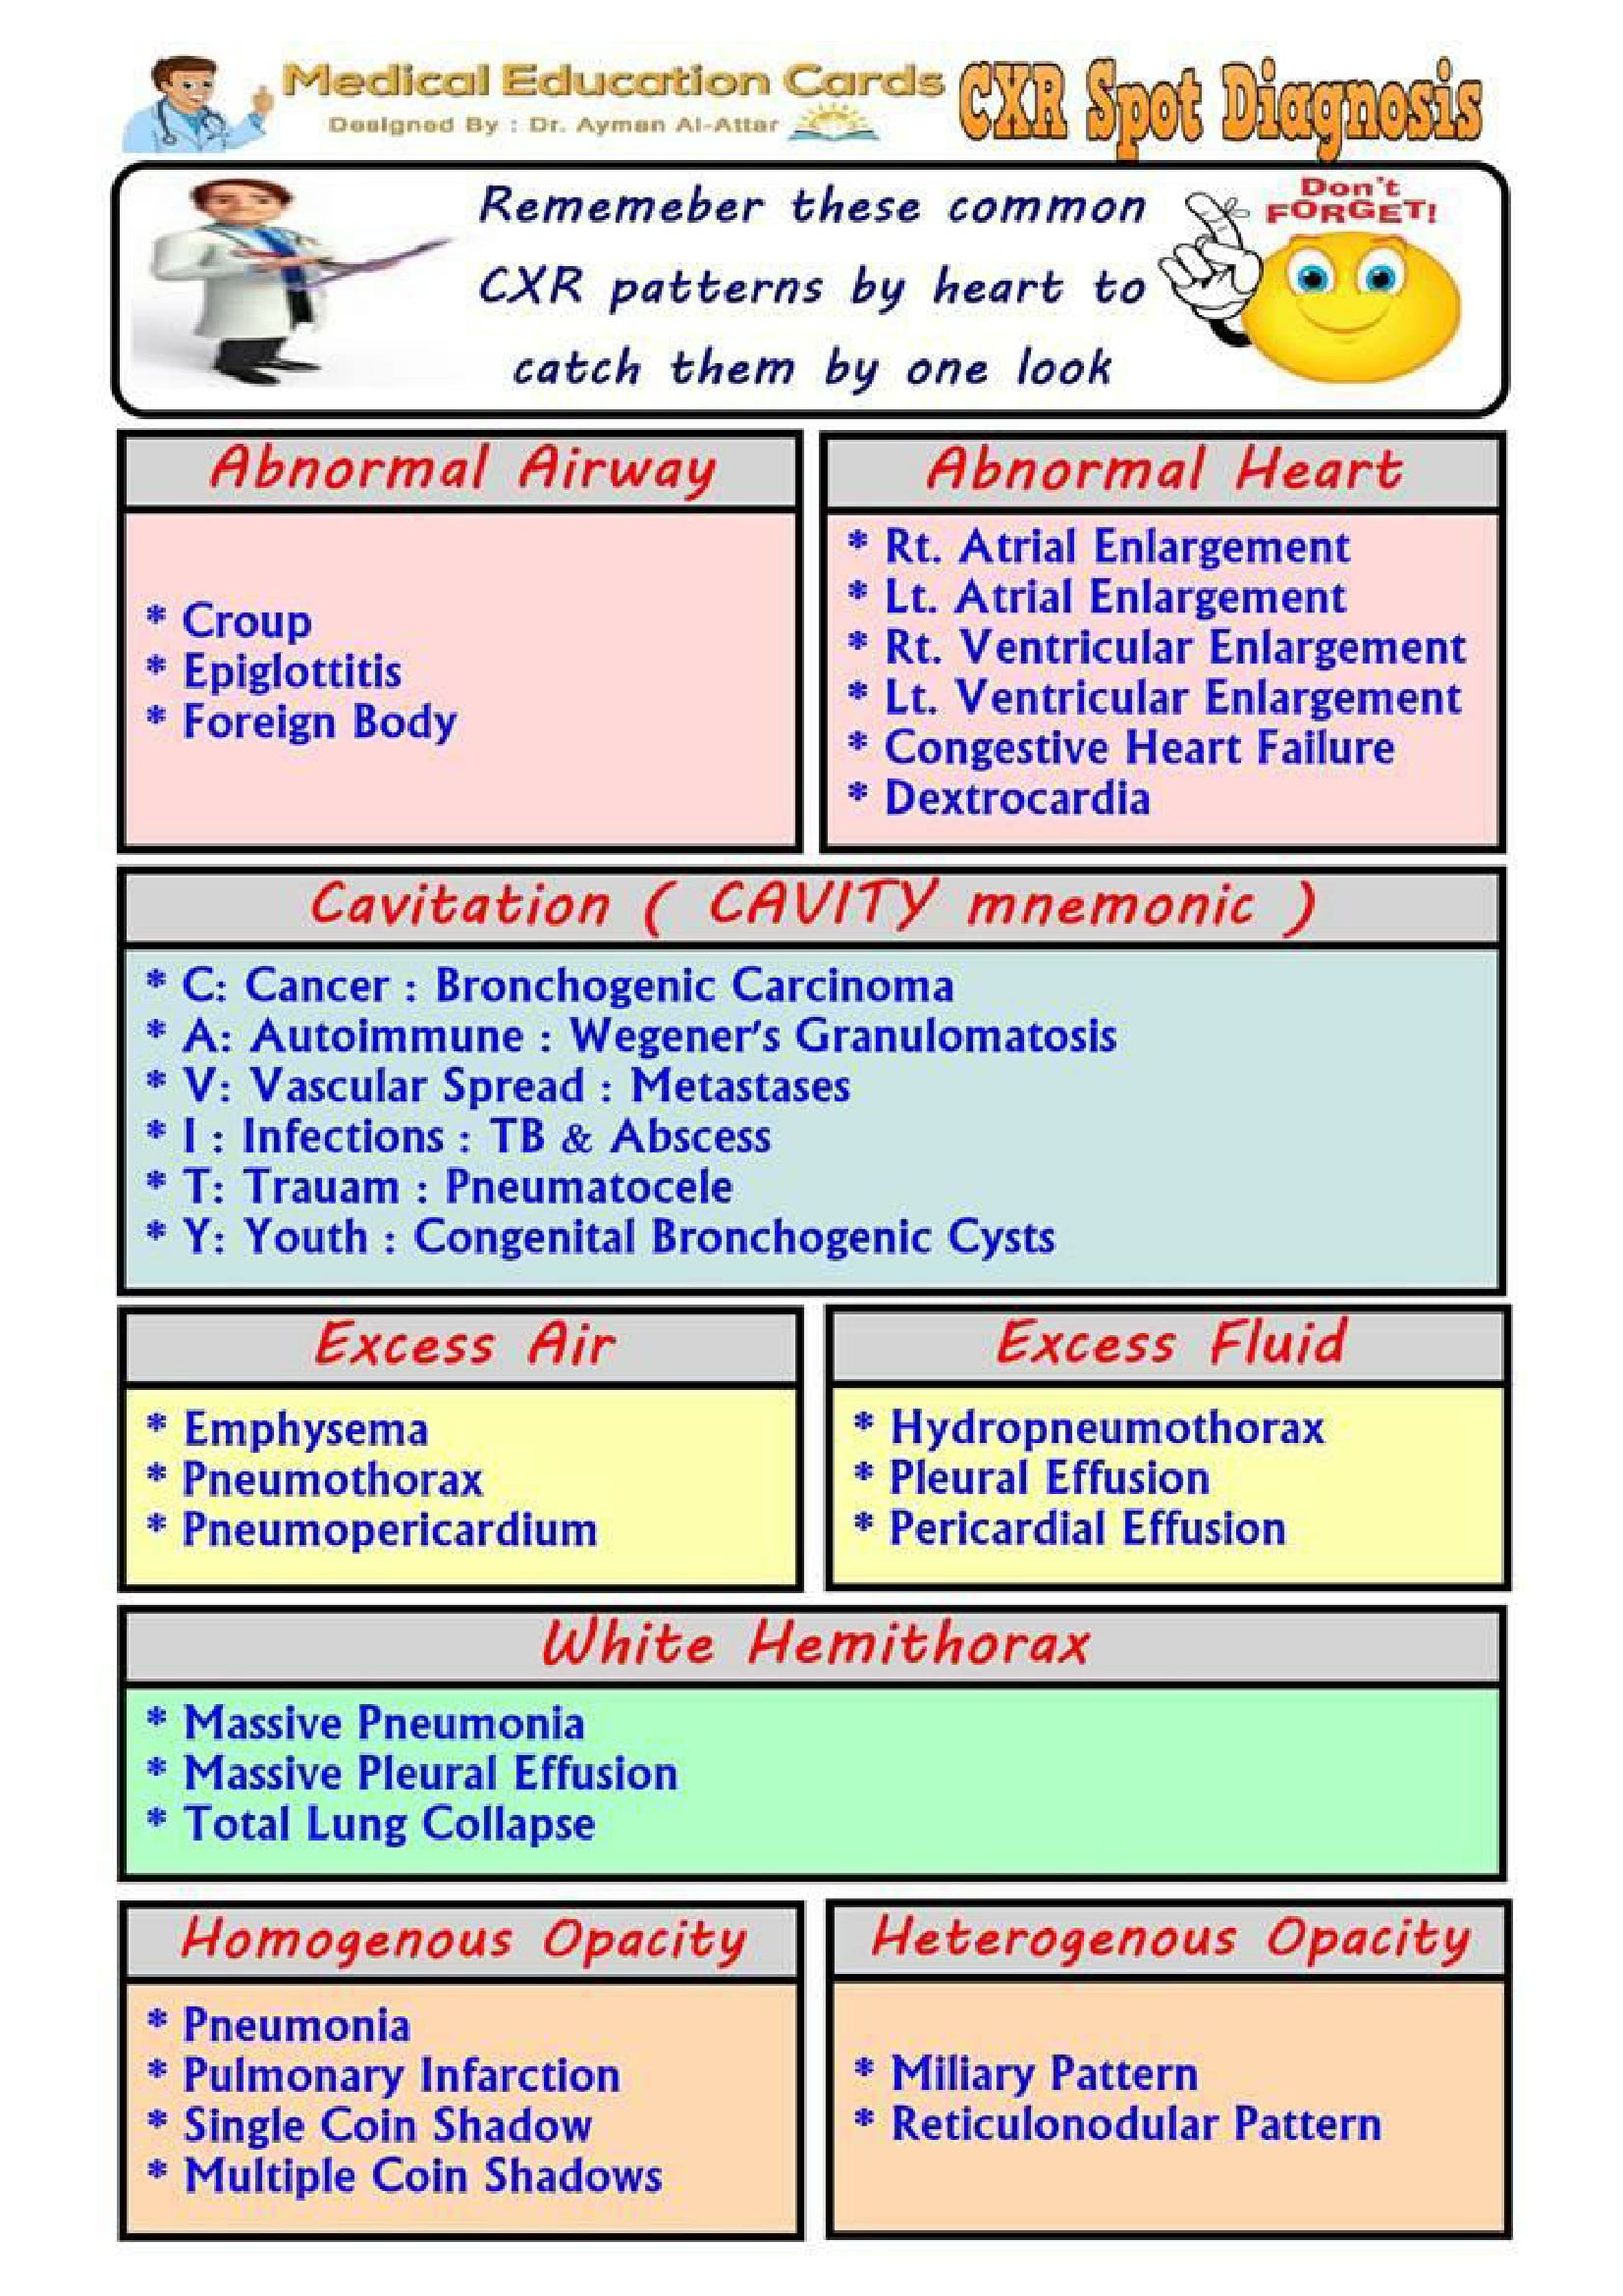 Medical Education Cards
Designed By : Dr. Ayman Al-Attar
CXR Spot Diagnosis
Rememeber these common
CXR patterns by heart to
catch them by one look
Don't
FORGET!
Abnormal Airway
* Croup
* Epiglottitis
* Foreign Body
Abnormal Heart
* Rt. Atrial Enlargement
* Lt. Atrial Enlargement
* Rt. Ventricular Enlargement
* Lt. Ventricular Enlargement
* Congestive Heart Failure
* Dextrocardia
Cavitation ( CAVITY mnemonic )
* C: Cancer : Bronchogenic Carcinoma
* A: Autoimmune : Wegener's Granulomatosis
* V: Vascular Spread : Metastases
* I : Infections : TB & Abscess
* T: Trauam : Pneumatocele
* Y: Youth : Congenital Bronchogenic Cysts
Excess Air
* Emphysema
* Pneumothorax
* Pneumopericardium
Excess Fluid
* Hydropneumothorax
* Pleural Effusion
* Pericardial Effusion
White Hemithorax
* Massive Pneumonia
* Massive Pleural Effusion
* Total Lung Collapse
Homogenous Opacity
* Pneumonia
* Pulmonary Infarction
* Single Coin Shadow
* Multiple Coin Shadows
Heterogenous Opacity
* Miliary Pattern
* Reticulonodular Pattern